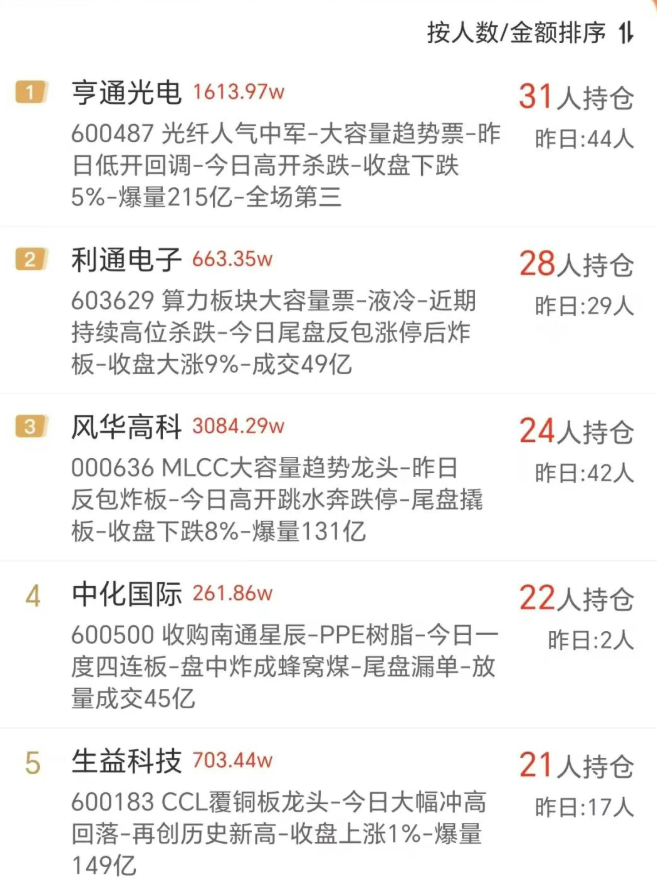 按人数/金额排序
1 亨通光电 1613.97w 31人持仓
昨日:44人
600487 光纤人气中军-大容量趋势票-昨
日低开回调-今日高开杀跌-收盘下跌
5%-爆量215亿-全场第三
2 利通电子 663.35w 28人持仓
昨日:29人
603629 算力板块大容量票-液冷-近期
持续高位杀跌-今日尾盘反包涨停后炸
板-收盘大涨9%-成交49亿
3 风华高科 3084.29w 24人持仓
昨日:42人
000636 MLCC大容量趋势龙头-昨日
反包炸板-今日高开跳水奔跌停-尾盘撬
板-收盘下跌8%-爆量131亿
4 中化国际 261.86w 22人持仓
昨日:2人
600500 收购南通星辰-PPE树脂-今日一
度四连板-盘中炸成蜂窝煤-尾盘漏单-放
量成交45亿
5 生益科技 703.44w 21人持仓
昨日:17人
600183 CCL覆铜板龙头-今日大幅冲高
回落-再创历史新高-收盘上涨1%-爆量
149亿